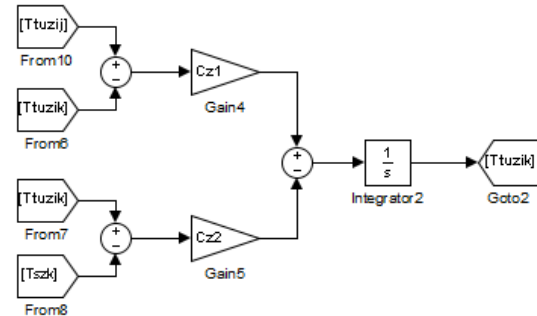 [Ttuzij]
From10
+
−
Cz1
Gain4
[Ttuzik]
From6
+
−
1
s
Integrator2
[Ttuzik]
Goto2
[Ttuzik]
From7
+
−
Cz2
Gain5
[Tszk]
From8